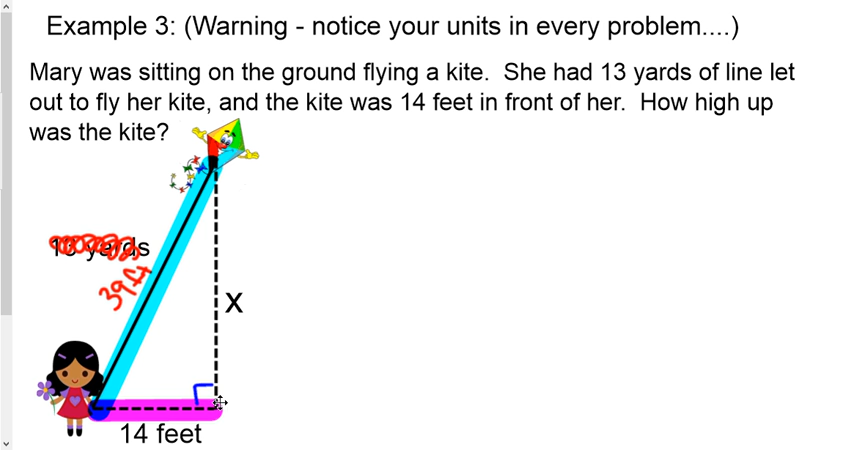 Example 3: (Warning - notice your units in every problem....)
Mary was sitting on the ground flying a kite. She had 13 yards of line let
out to fly her kite, and the kite was 14 feet in front of her. How high up
was the kite?
13 yards
39 ft
X
14 feet